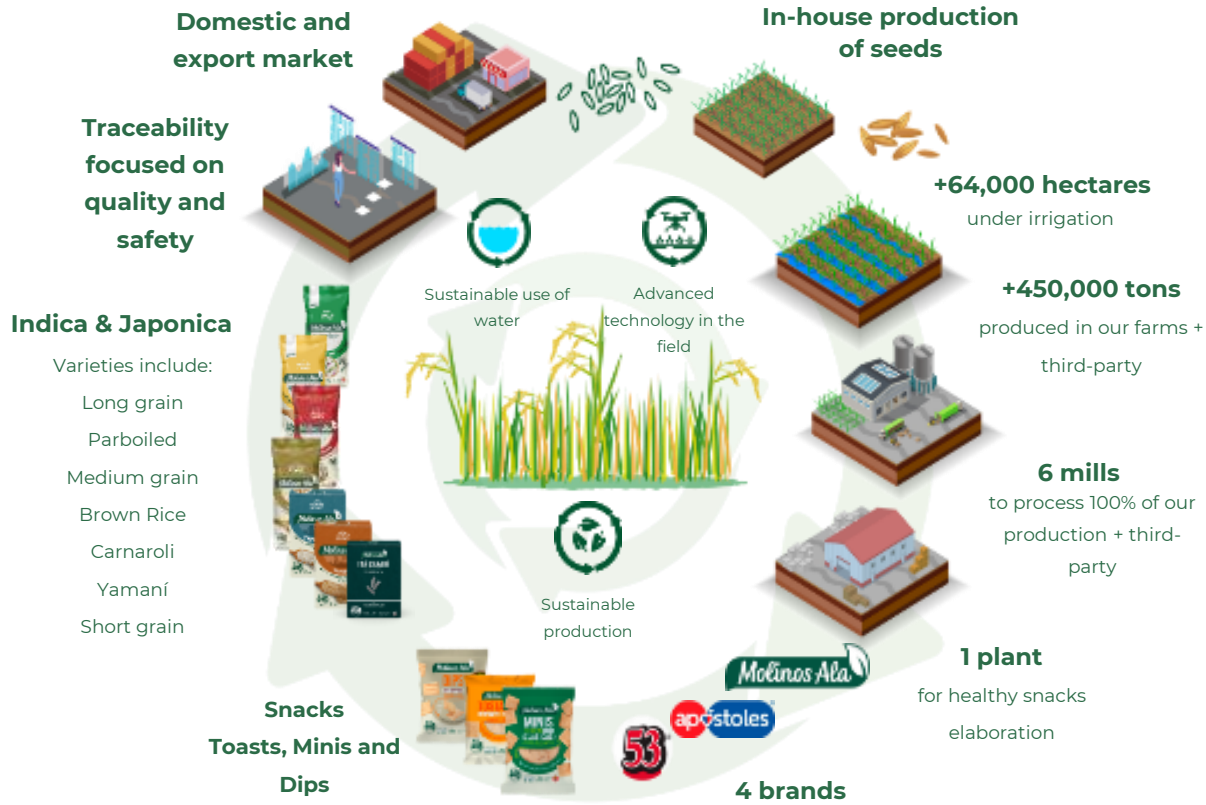 Domestic and
export market
In-house production
of seeds
Traceability
focused on
quality and
safety
+64,000 hectares
under irrigation
Sustainable use of
water
Advanced
technology in the
field
+450,000 tons
produced in our farms +
third-party
Indica & Japonica
Varieties include:
Long grain
Parboiled
Medium grain
Brown Rice
Carnaroli
Yamaní
Short grain
6 mills
to process 100% of our
production + third-
party
Sustainable
production
1 plant
for healthy snacks
elaboration
Snacks
Toasts, Minis and
Dips
Molinos Ala
MINIS
Molinos Ala
apóstoles
53
4 brands